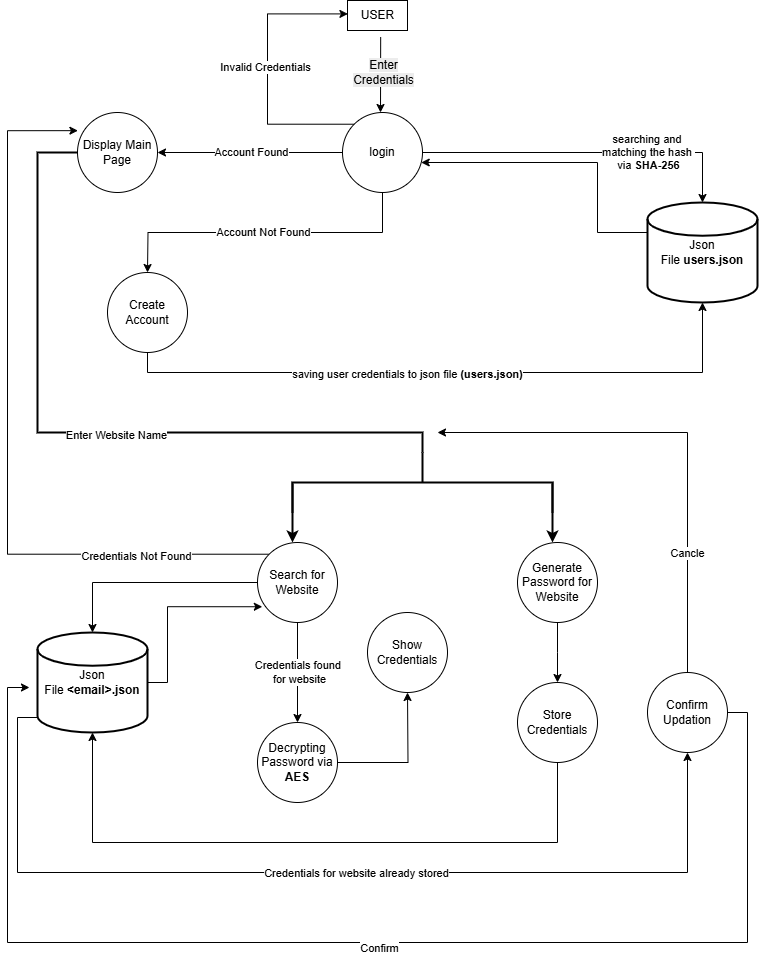 USER
Invalid Credentials
Enter
Credentials
Display Main
Page
Account Found
login
searching and
matching the hash
via SHA-256
Account Not Found
Json
File users.json
Create
Account
saving user credentials to json file (users.json)
Enter Website Name
Credentials Not Found
Search for
Website
Generate
Password for
Website
Cancle
Json
File <email>.json
Credentials found
for website
Show
Credentials
Store
Credentials
Confirm
Updation
Decrypting
Password via
AES
Credentials for website already stored
Confirm